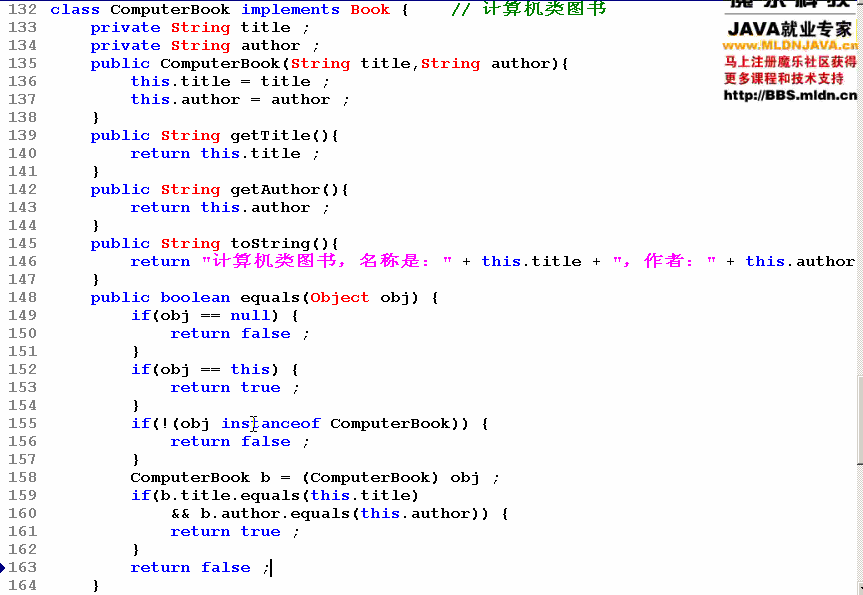 132 class ComputerBook implements Book {    // 计算机类图书
133     private String title ;
134     private String author ;
135     public ComputerBook(String title,String author){
136         this.title = title ;
137         this.author = author ;
138     }
139     public String getTitle(){
140         return this.title ;
141     }
142     public String getAuthor(){
143         return this.author ;
144     }
145     public String toString(){
146         return "计算机类图书，名称是：" + this.title + "，作者：" + this.author
147     }
148     public boolean equals(Object obj) {
149         if(obj == null) {
150             return false ;
151         }
152         if(obj == this) {
153             return true ;
154         }
155         if(!(obj instanceof ComputerBook)) {
156             return false ;
157         }
158         ComputerBook b = (ComputerBook) obj ;
159         if(b.title.equals(this.title)
160             && b.author.equals(this.author)) {
161             return true ;
162         }
163         return false ;
164     }
JAVA就业专家
www.MLDNJAVA.cn
马上注册魔乐社区获得
更多课程和技术支持
http://BBS.mldn.cn